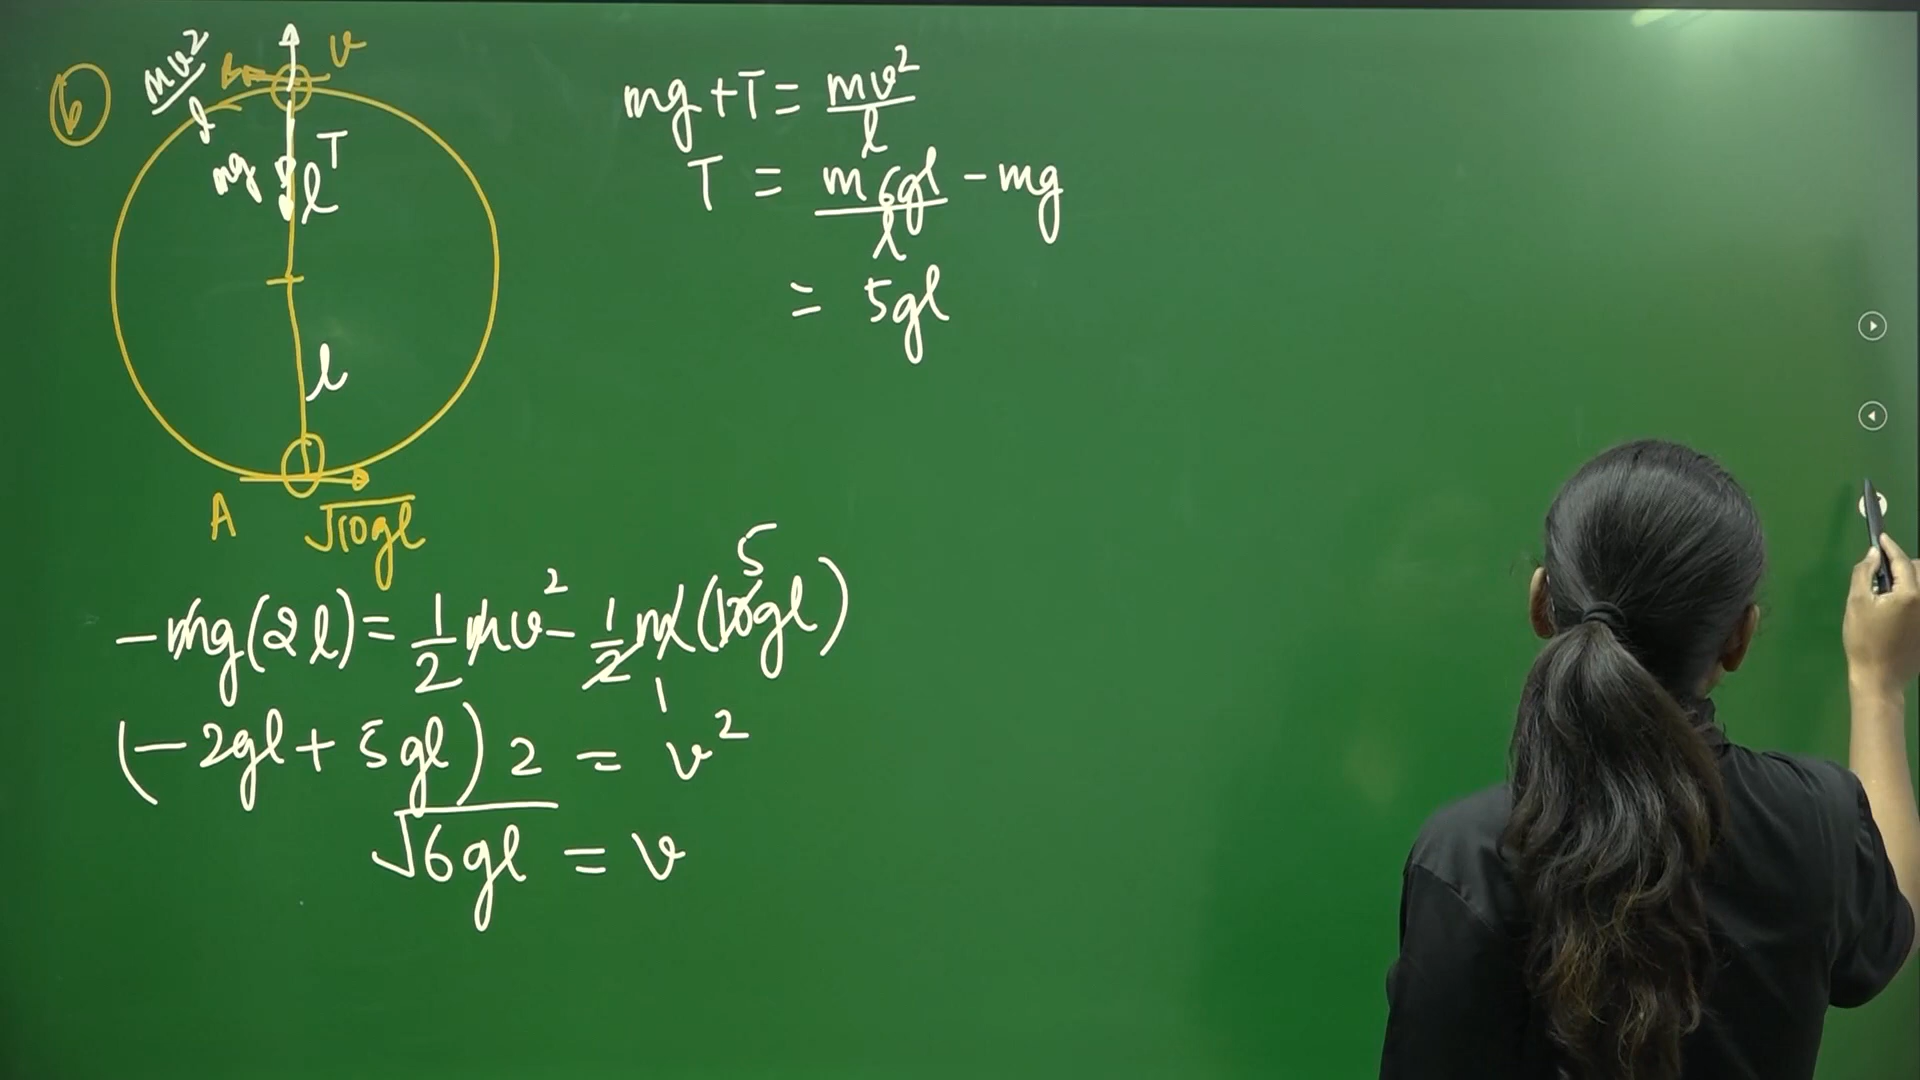 6
mv²/l
B
v
mg
T
l
l
A
√10gl
mg + T = mv²/l
T = m6gl/l - mg
= 5gl
-mg(2l) = 1/2 mv² - 1/2 m(10gl)
5
1
(-2gl + 5gl) 2 = v²
√6gl = v